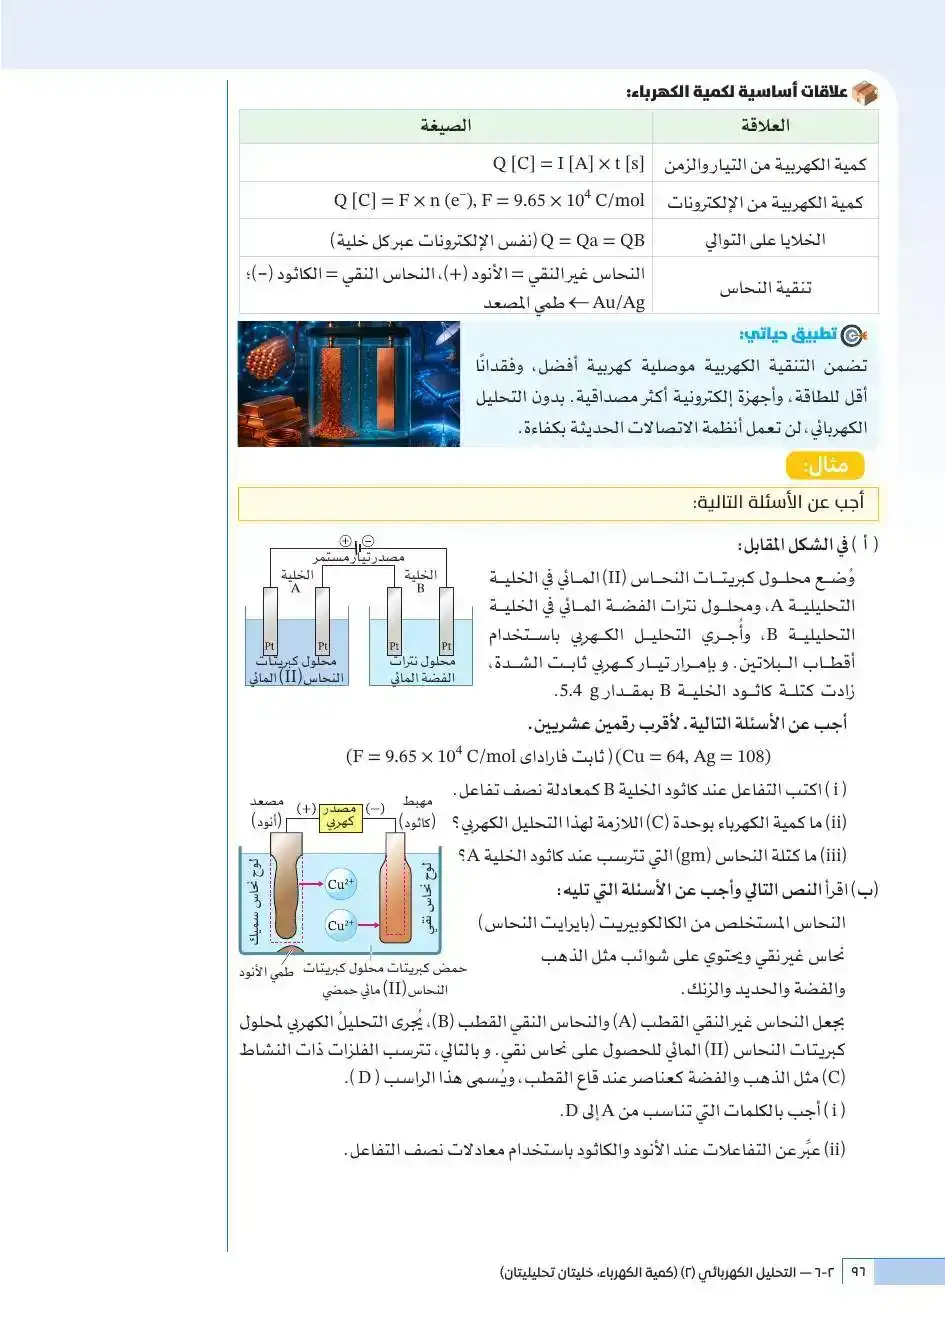 علاقات أساسية لكمية الكهرباء:
العلاقة الصيغة
كمية الكهربية من التيار والزمن Q [C] = I [A] × t [s]
كمية الكهربية من الإلكترونات Q [C] = F × n (e⁻), F = 9.65 × 10⁴ C/mol
الخلايا على التوالي Q = Qa = QB (نفس الإلكترونات عبر كل خلية)
تنقية النحاس النحاس غير النقي = الأنود (+)، النحاس النقي = الكاثود (−)؛
Au/Ag ← طمي المصعد
تطبيق حياتي:
تضمن التنقية الكهربية موصلية كهربية أفضل، وفقدانًا
أقل للطاقة، وأجهزة إلكترونية أكثر مصداقية. بدون التحليل
الكهربائي، لن تعمل أنظمة الاتصالات الحديثة بكفاءة.
مثال:
أجب عن الأسئلة التالية:
( أ ) في الشكل المقابل:
وُضع محلول كبريتات النحاس (II) المائي في الخلية
التحليلية A، ومحلول نترات الفضة المائي في الخلية
التحليلية B، وأُجري التحليل الكهربي باستخدام
أقطاب البلاتين. و بإمرار تيار كهربي ثابت الشدة،
زادت كتلة كاثود الخلية B بمقدار 5.4 g.
+ −
مصدر تيار مستمر
الخلية A
الخلية B
Pt Pt Pt Pt
محلول كبريتات
النحاس (II) المائي
محلول نترات
الفضة المائي
أجب عن الأسئلة التالية. لأقرب رقمين عشريين.
(Cu = 64, Ag = 108) ( ثابت فاراداى F = 9.65 × 10⁴ C/mol)
( i ) اكتب التفاعل عند كاثود الخلية B كمعادلة نصف تفاعل.
(ii) ما كمية الكهرباء بوحدة (C) اللازمة لهذا التحليل الكهربي؟
(iii) ما كتلة النحاس (gm) التي تترسب عند كاثود الخلية A؟
(ب) اقرأ النص التالي وأجب عن الأسئلة التي تليه:
النحاس المستخلص من الكالكوبيريت (بايرايت النحاس)
نحاس غير نقي ويحتوي على شوائب مثل الذهب
والفضة والحديد والزنك.
مصعد
(أنود)
(+)
مصدر
كهربي
(−)
مهبط
(كاثود)
لوح نحاس سميك
Cu²⁺
Cu²⁺
لوح نحاس نقي
طمي الأنود
حمض كبريتات محلول كبريتات
النحاس (II) مائي حمضي
بجعل النحاس غير النقي القطب (A) والنحاس النقي القطب (B)، يُجرى التحليلُ الكهربي لمحلول
كبريتات النحاس (II) المائي للحصول على نحاس نقي. و بالتالي، تترسب الفلزات ذات النشاط
(C) مثل الذهب والفضة كعناصر عند قاع القطب، ويُسمى هذا الراسب ( D ).
( i ) أجب بالكلمات التي تناسب من A إلى D.
(ii) عبِّر عن التفاعلات عند الأنود والكاثود باستخدام معادلات نصف التفاعل.
٩٦ ٢-٦ — التحليل الكهربائي (٢) (كمية الكهرباء، خليتان تحليليتان)